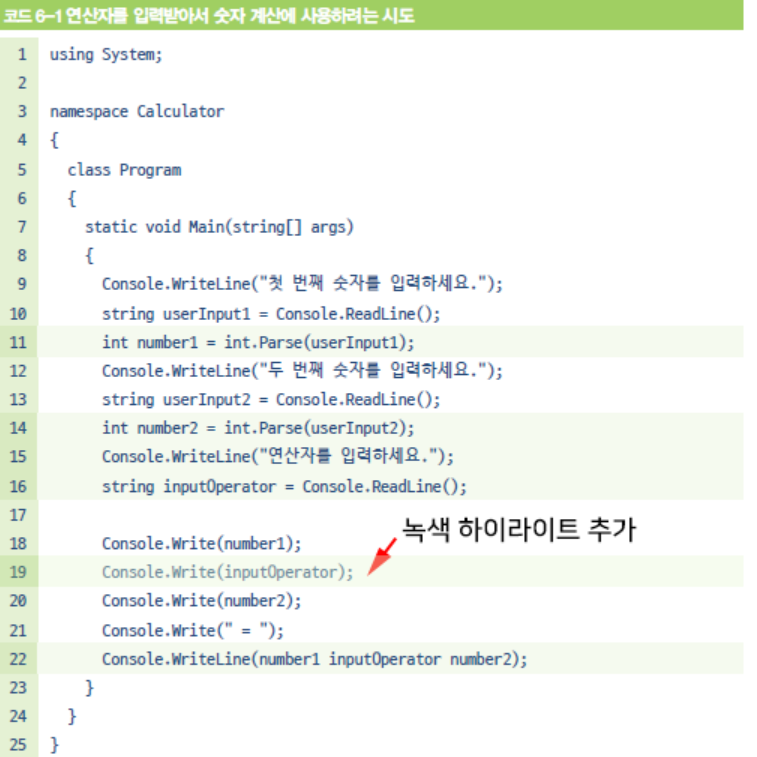 코드 6-1 연산자를 입력받아서 숫자 계산에 사용하려는 시도
1 using System;
2
3 namespace Calculator
4 {
5 class Program
6 {
7 static void Main(string[] args)
8 {
9 Console.WriteLine("첫 번째 숫자를 입력하세요.");
10 string userInput1 = Console.ReadLine();
11 int number1 = int.Parse(userInput1);
12 Console.WriteLine("두 번째 숫자를 입력하세요.");
13 string userInput2 = Console.ReadLine();
14 int number2 = int.Parse(userInput2);
15 Console.WriteLine("연산자를 입력하세요.");
16 string inputOperator = Console.ReadLine();
17
녹색 하이라이트 추가
18 Console.Write(number1);
19 Console.Write(inputOperator);
20 Console.Write(number2);
21 Console.Write(" = ");
22 Console.WriteLine(number1 inputOperator number2);
23 }
24 }
25 }